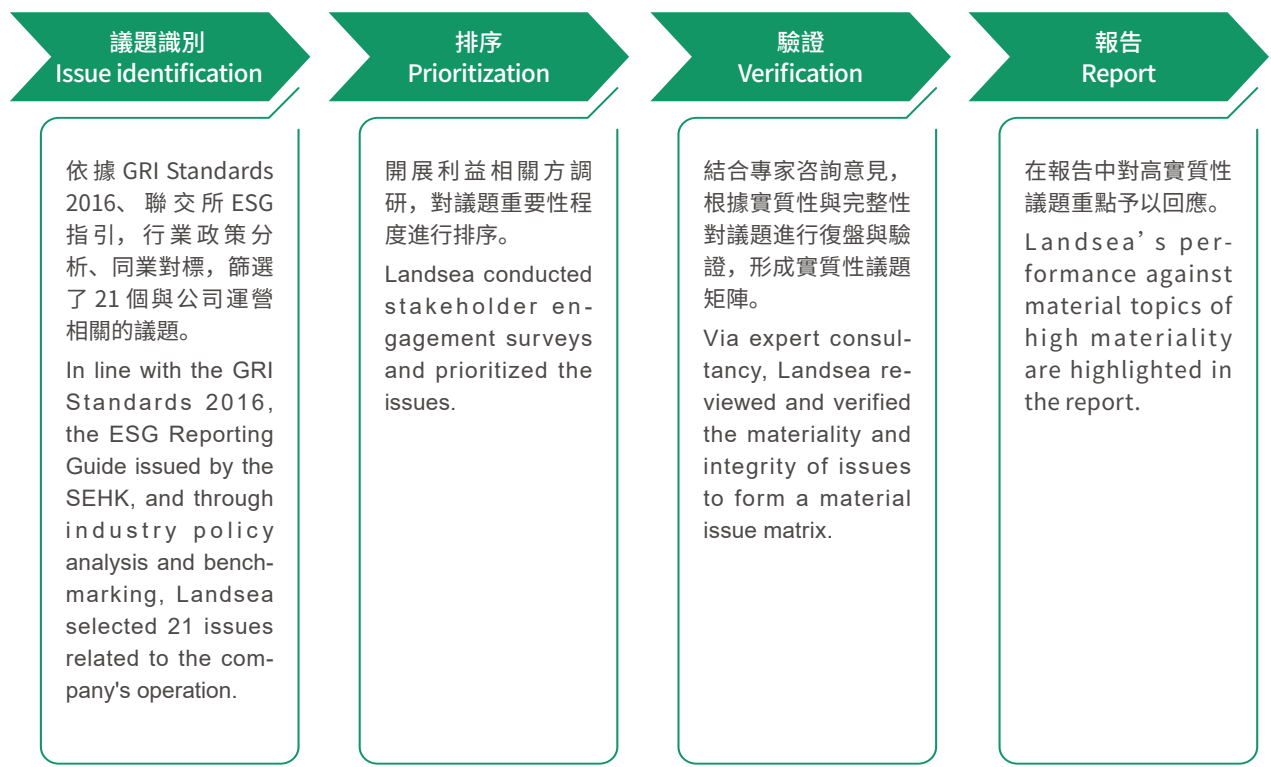 議題識別
Issue identification
依據 GRI Standards
2016、聯交所 ESG
指引，行業政策分
析、同業對標，篩選
了 21 個與公司運營
相關的議題。
In line with the GRI
Standards 2016,
the ESG Reporting
Guide issued by the
SEHK, and through
industry policy
analysis and bench-
marking, Landsea
selected 21 issues
related to the com-
pany's operation.
排序
Prioritization
開展利益相關方調
研，對議題重要性程
度進行排序。
Landsea conducted
stakeholder en-
gagement surveys
and prioritized the
issues.
驗證
Verification
結合專家咨詢意見，
根據實質性與完整性
對議題進行復盤與驗
證，形成實質性議題
矩陣。
Via expert consul-
tancy, Landsea re-
viewed and verified
the materiality and
integrity of issues
to form a material
issue matrix.
報告
Report
在報告中對高實質性
議題重點予以回應。
Landsea’s per-
formance against
material topics of
high materiality
are highlighted in
the report.